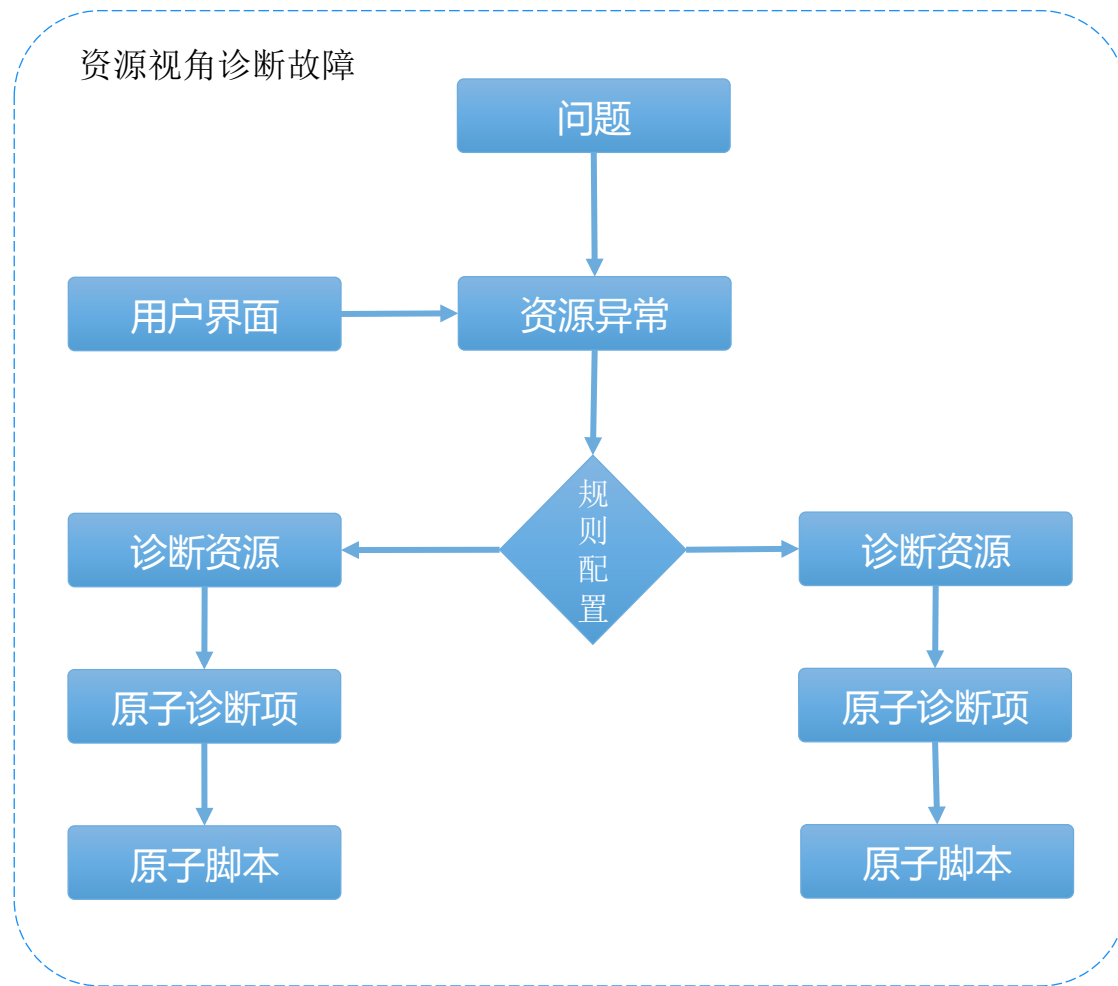 资源视角诊断故障
问题
用户界面
资源异常
规则配置
诊断资源
诊断资源
原子诊断项
原子诊断项
原子脚本
原子脚本